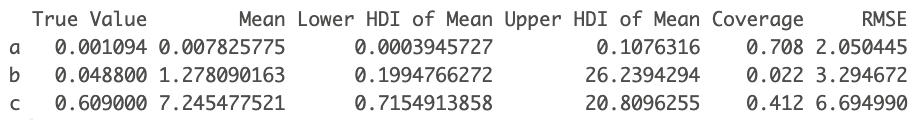 True Value Mean Lower HDI of Mean Upper HDI of Mean Coverage RMSE
a 0.001094 0.007825775 0.0003945727 0.1076316 0.708 2.050445
b 0.048800 1.278090163 0.1994766272 26.2394294 0.022 3.294672
c 0.609000 7.245477521 0.7154913858 20.8096255 0.412 6.694990